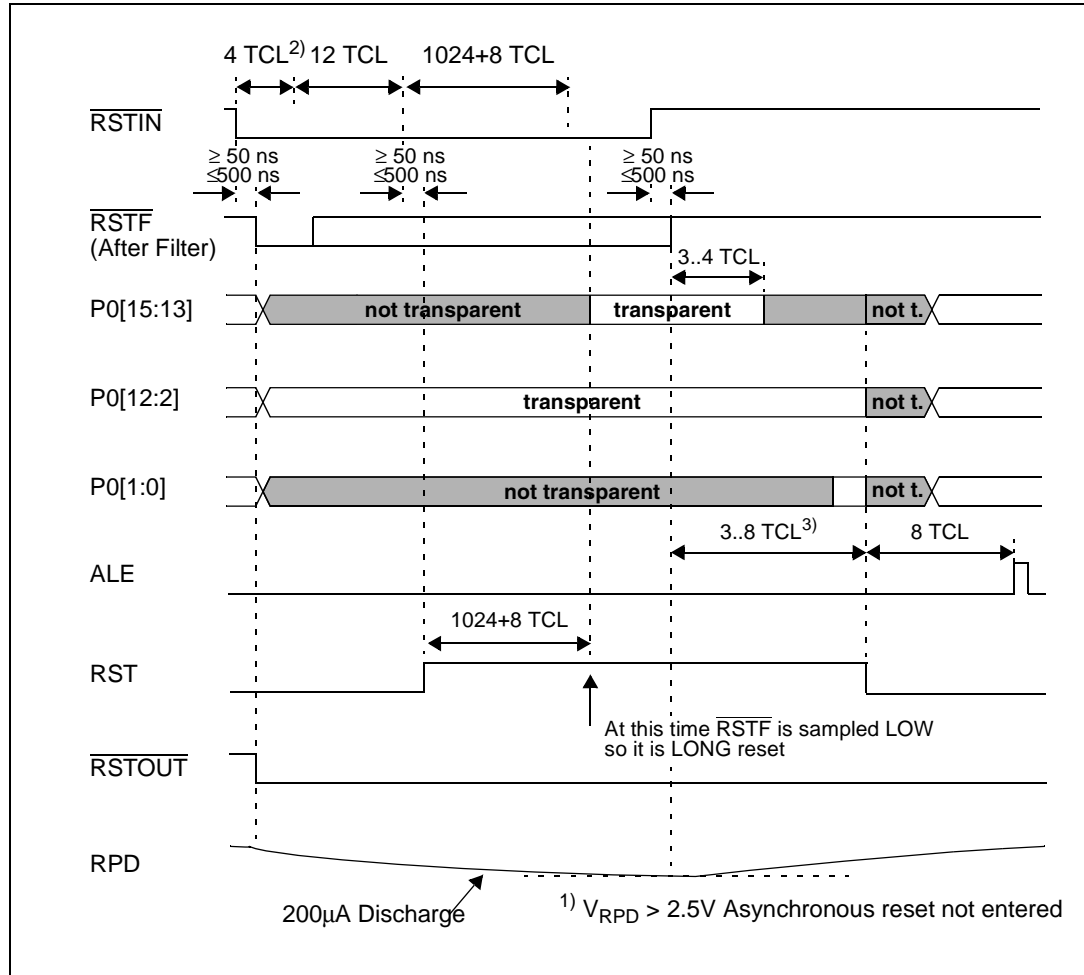 4 TCL2) 12 TCL 1024+8 TCL
RSTIN
≥ 50 ns ≥ 50 ns ≥ 50 ns
≤500 ns ≤500 ns ≤500 ns
RSTF
(After Filter)
3..4 TCL
P0[15:13] not transparent transparent not t.
P0[12:2] transparent not t.
P0[1:0] not transparent not t.
3..8 TCL3) 8 TCL
ALE
1024+8 TCL
RST
At this time RSTF is sampled LOW
so it is LONG reset
RSTOUT
RPD
200µA Discharge
1) VRPD > 2.5V Asynchronous reset not entered